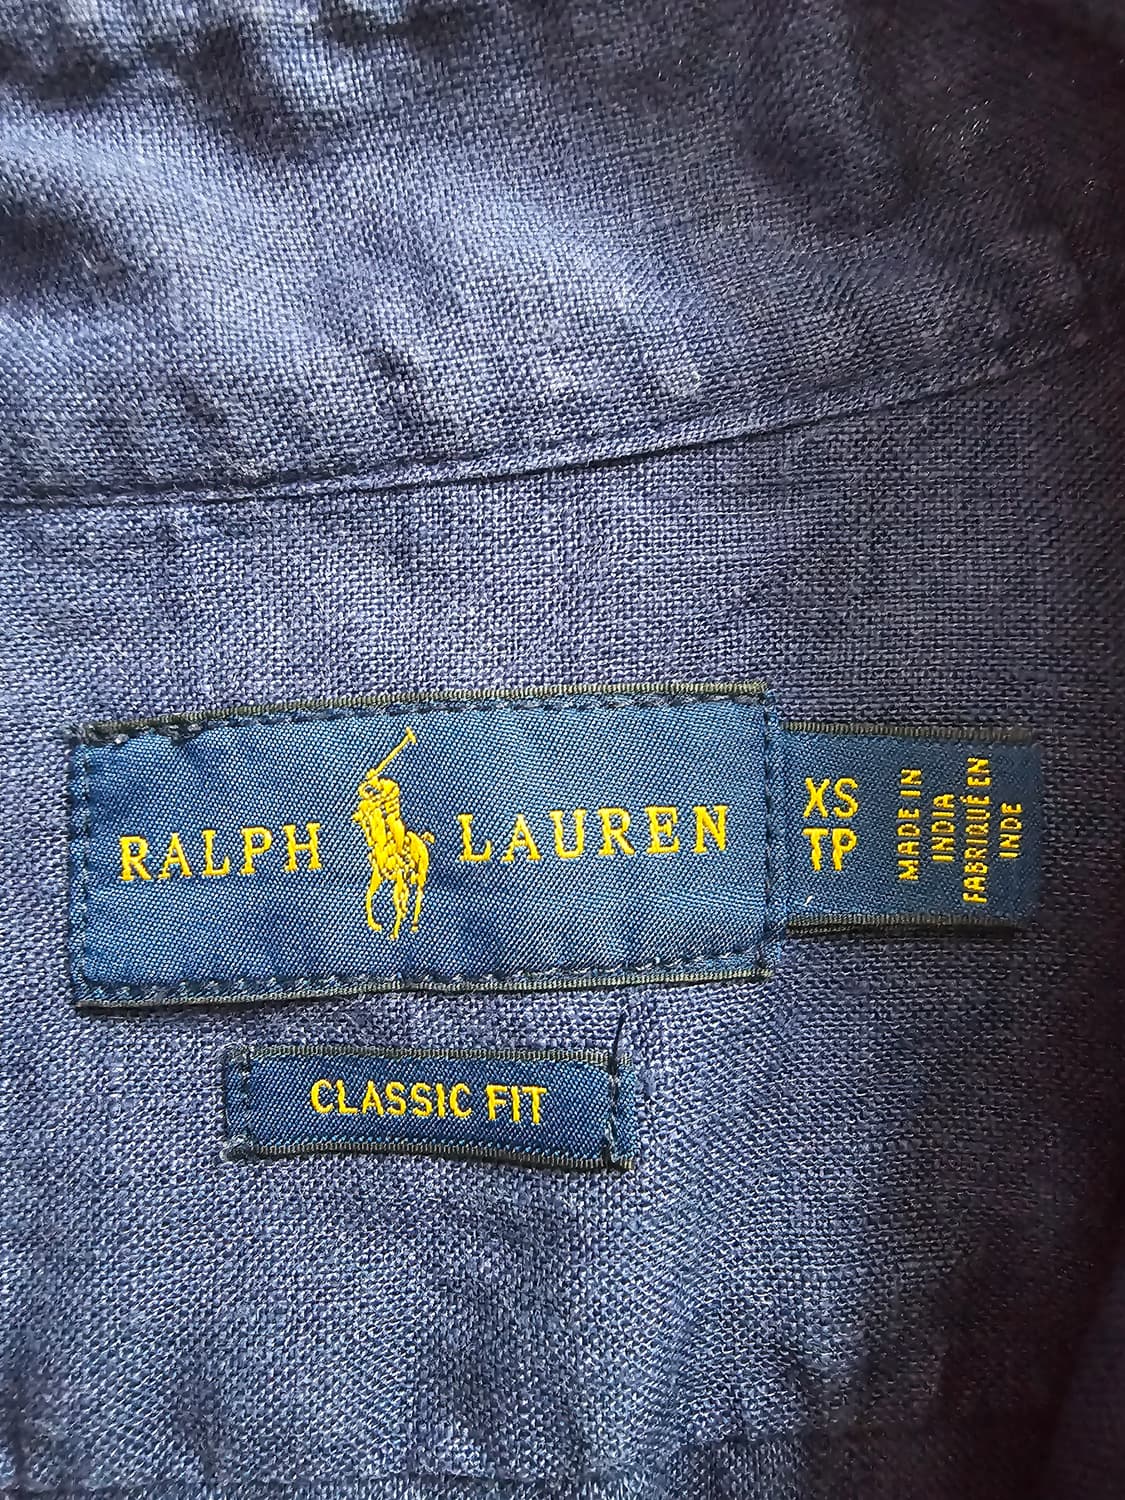 RALPH LAUREN
XS
TP
MADE IN
INDIA
FABRIQUÉ EN
INDE
CLASSIC FIT